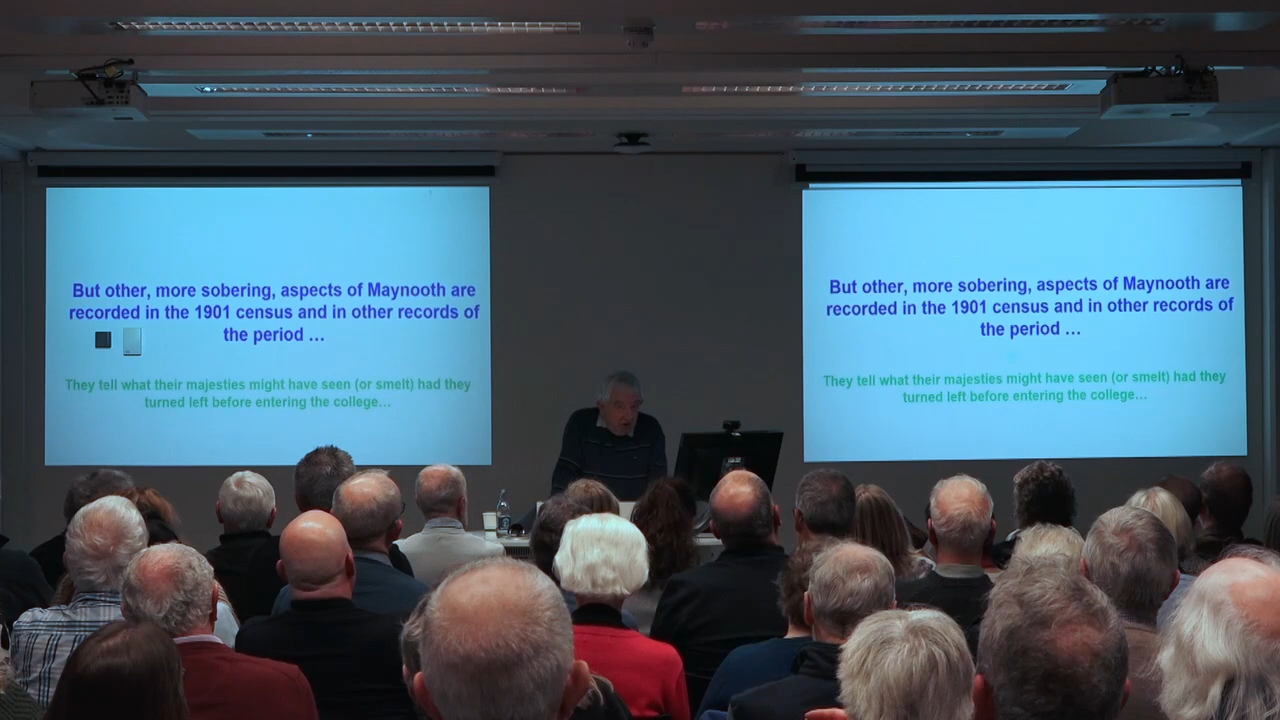 But other, more sobering, aspects of Maynooth are
recorded in the 1901 census and in other records of
the period …
They tell what their majesties might have seen (or smelt) had they
turned left before entering the college…
But other, more sobering, aspects of Maynooth are
recorded in the 1901 census and in other records of
the period …
They tell what their majesties might have seen (or smelt) had they
turned left before entering the college…